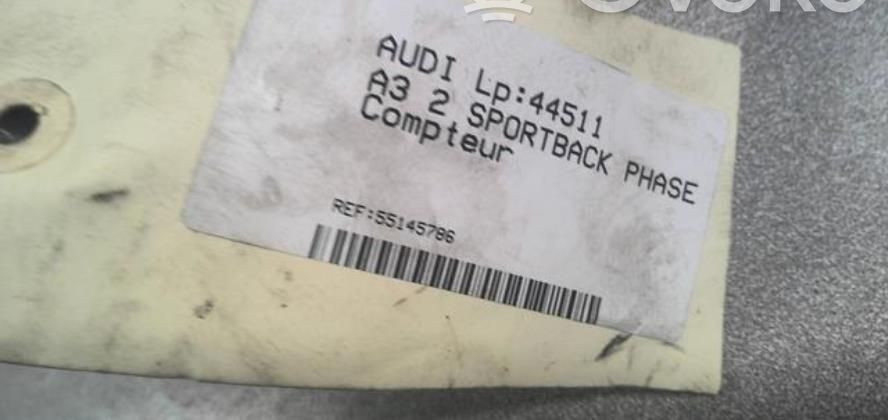 AUDI Lp:44511
A3 2 SPORTBACK PHASE
Compteur
REF:55145786